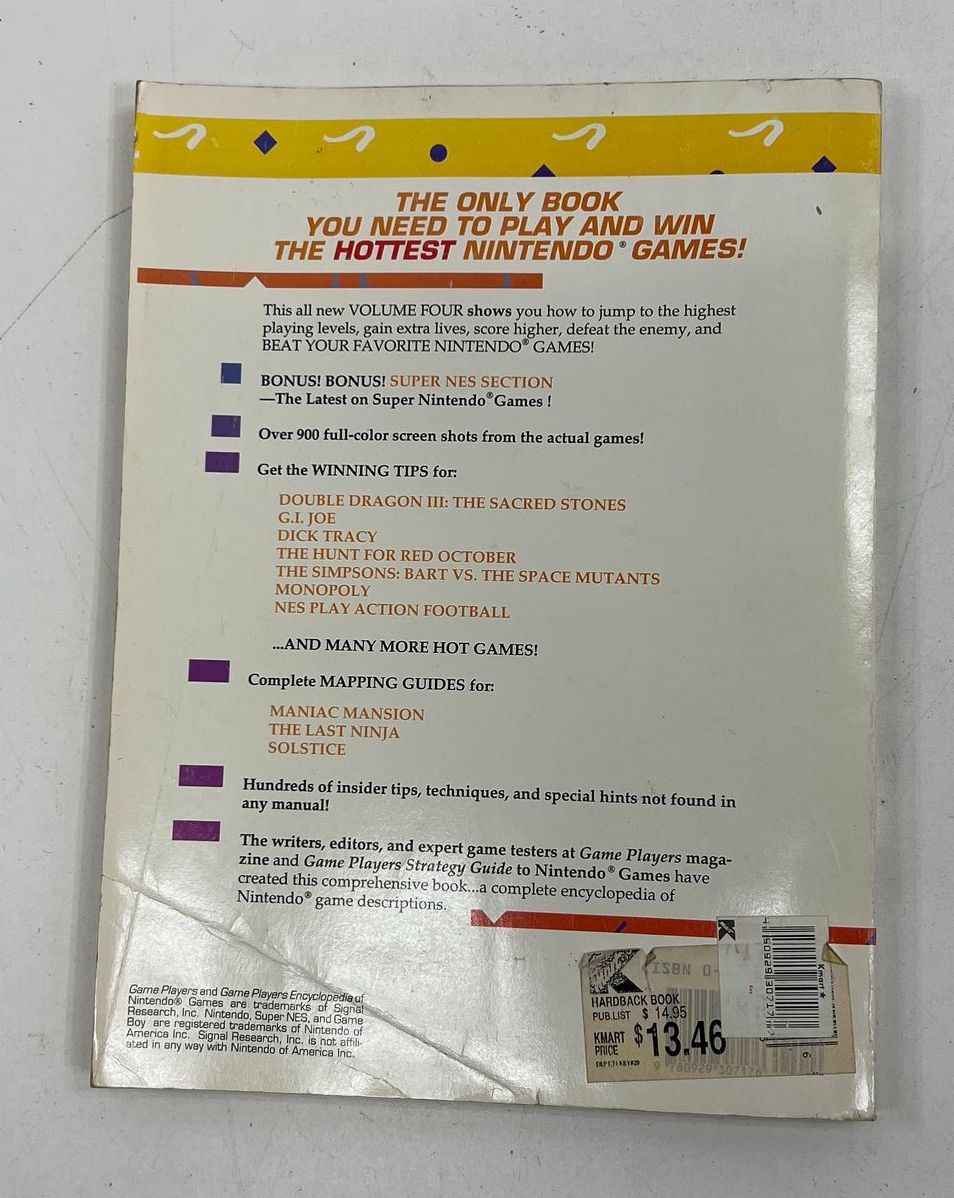 THE ONLY BOOK
YOU NEED TO PLAY AND WIN
THE HOTTEST NINTENDO® GAMES!
This all new VOLUME FOUR shows you how to jump to the highest
playing levels, gain extra lives, score higher, defeat the enemy, and
BEAT YOUR FAVORITE NINTENDO® GAMES!
BONUS! BONUS! SUPER NES SECTION
—The Latest on Super Nintendo® Games !
Over 900 full-color screen shots from the actual games!
Get the WINNING TIPS for:
DOUBLE DRAGON III: THE SACRED STONES
G.I. JOE
DICK TRACY
THE HUNT FOR RED OCTOBER
THE SIMPSONS: BART VS. THE SPACE MUTANTS
MONOPOLY
NES PLAY ACTION FOOTBALL
...AND MANY MORE HOT GAMES!
Complete MAPPING GUIDES for:
MANIAC MANSION
THE LAST NINJA
SOLSTICE
Hundreds of insider tips, techniques, and special hints not found in
any manual!
The writers, editors, and expert game testers at Game Players maga-
zine and Game Players Strategy Guide to Nintendo® Games have
created this comprehensive book...a complete encyclopedia of
Nintendo® game descriptions.
Game Players and Game Players Encyclopedia of
Nintendo® Games are trademarks of Signal
Research, Inc. Nintendo, Super NES, and Game
Boy are registered trademarks of Nintendo of
America Inc. Signal Research, Inc. is not affili-
ated in any way with Nintendo of America Inc.
K
ISBN 0-
HARDBACK BOOK
PUB.LIST $ 14.95
KMART PRICE $13.46
9 780929 307176
Kmart
6